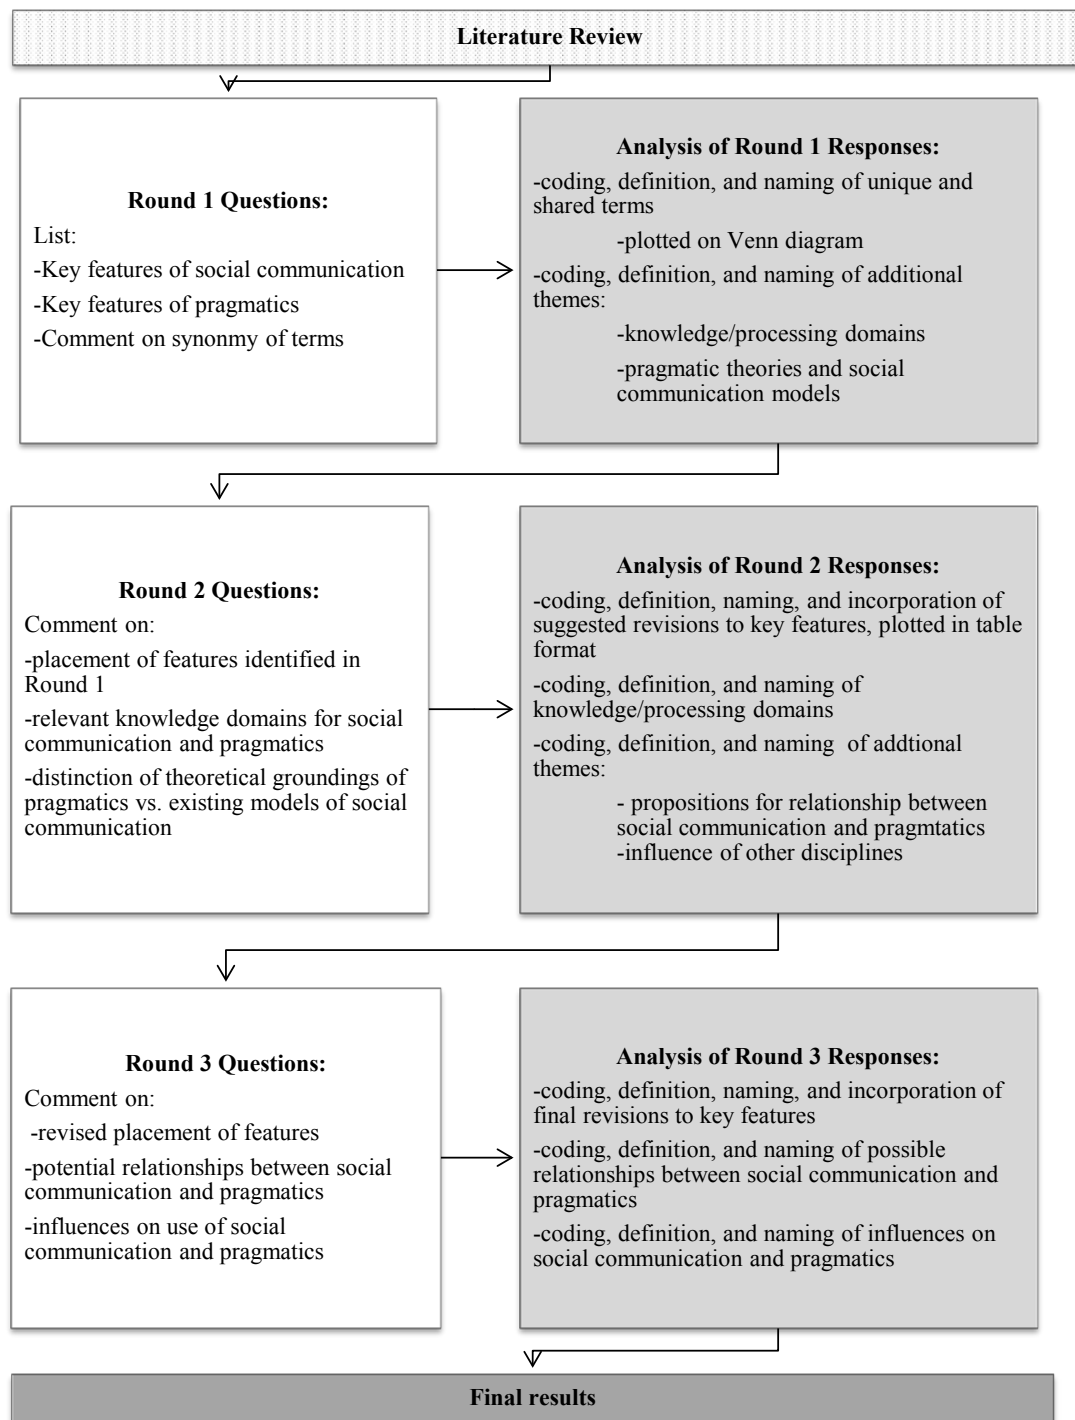 Literature Review
Round 1 Questions:
List:
-Key features of social communication
-Key features of pragmatics
-Comment on synonmy of terms
Analysis of Round 1 Responses:
-coding, definition, and naming of unique and
shared terms
-plotted on Venn diagram
-coding, definition, and naming of additional
themes:
-knowledge/processing domains
-pragmatic theories and social
communication models
Round 2 Questions:
Comment on:
-placement of features identified in
Round 1
-relevant knowledge domains for social
communication and pragmatics
-distinction of theoretical groundings of
pragmatics vs. existing models of social
communication
Analysis of Round 2 Responses:
-coding, definition, naming, and incorporation of
suggested revisions to key features, plotted in table
format
-coding, definition, and naming of
knowledge/processing domains
-coding, definition, and naming  of addtional
themes:
- propositions for relationship between
social communication and pragmtatics
-influence of other disciplines
Round 3 Questions:
Comment on:
-revised placement of features
-potential relationships between social
communication and pragmatics
-influences on use of social
communication and pragmatics
Analysis of Round 3 Responses:
-coding, definition, naming, and incorporation of
final revisions to key features
-coding, definition, and naming of possible
relationships between social communication and
pragmatics
-coding, definition, and naming of influences on
social communication and pragmatics
Final results